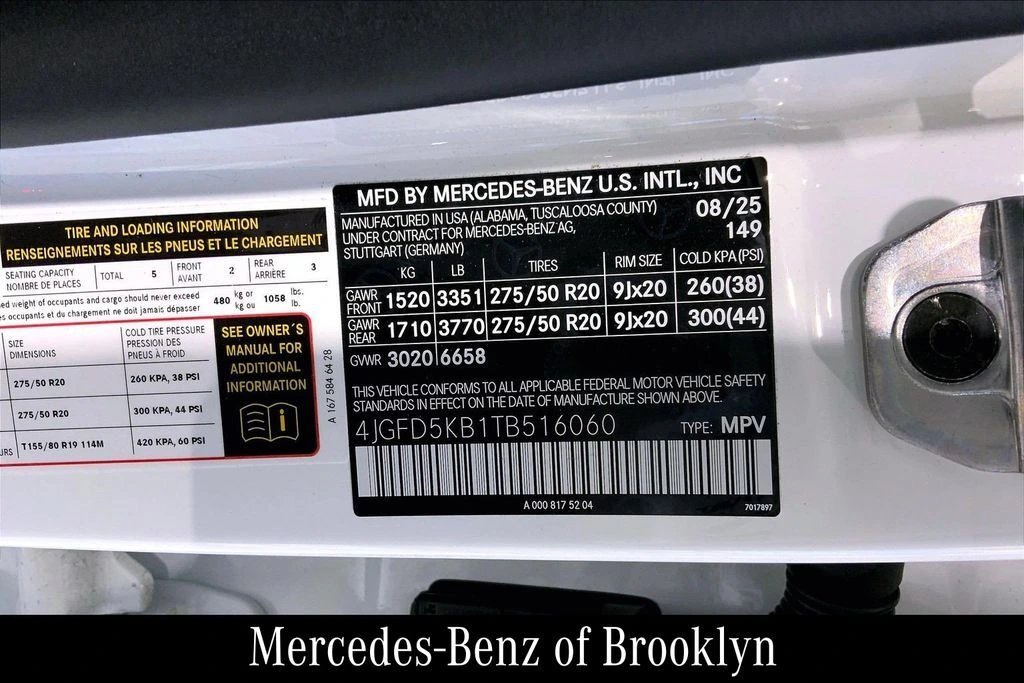 TIRE AND LOADING INFORMATION
RENSEIGNEMENTS SUR LES PNEUS ET LE CHARGEMENT
SEATING CAPACITY
NOMBRE DE PLACES
TOTAL 5
FRONT
AVANT
2
REAR
ARRIÈRE
3
weight of occupants and cargo should never exceed
occupants et du chargement ne doit jamais dépasser
480 kg or
kg ou
1058 lbs.
lb.
SIZE
DIMENSIONS
COLD TIRE PRESSURE
PRESSION DES
PNEUS À FROID
275/50 R20 260 KPA, 38 PSI
275/50 R20 300 KPA, 44 PSI
T155/80 R19 114M 420 KPA, 60 PSI
SEE OWNER´S
MANUAL FOR
ADDITIONAL
INFORMATION
i
A 167 584 64 28
MFD BY MERCEDES-BENZ U.S. INTL., INC
MANUFACTURED IN USA (ALABAMA, TUSCALOOSA COUNTY)
UNDER CONTRACT FOR MERCEDES-BENZ AG,
STUTTGART (GERMANY)
08/25
149
KG LB TIRES RIM SIZE COLD KPA (PSI)
GAWR
FRONT
1520 3351 275/50 R20 9Jx20 260(38)
GAWR
REAR
1710 3770 275/50 R20 9Jx20 300(44)
GVWR 3020 6658
THIS VEHICLE CONFORMS TO ALL APPLICABLE FEDERAL MOTOR VEHICLE SAFETY
STANDARDS IN EFFECT ON THE DATE OF MANUFACTURE SHOWN ABOVE.
4JGFD5KB1TB516060 TYPE: MPV
A 000 817 52 04
7017897
Mercedes-Benz of Brooklyn